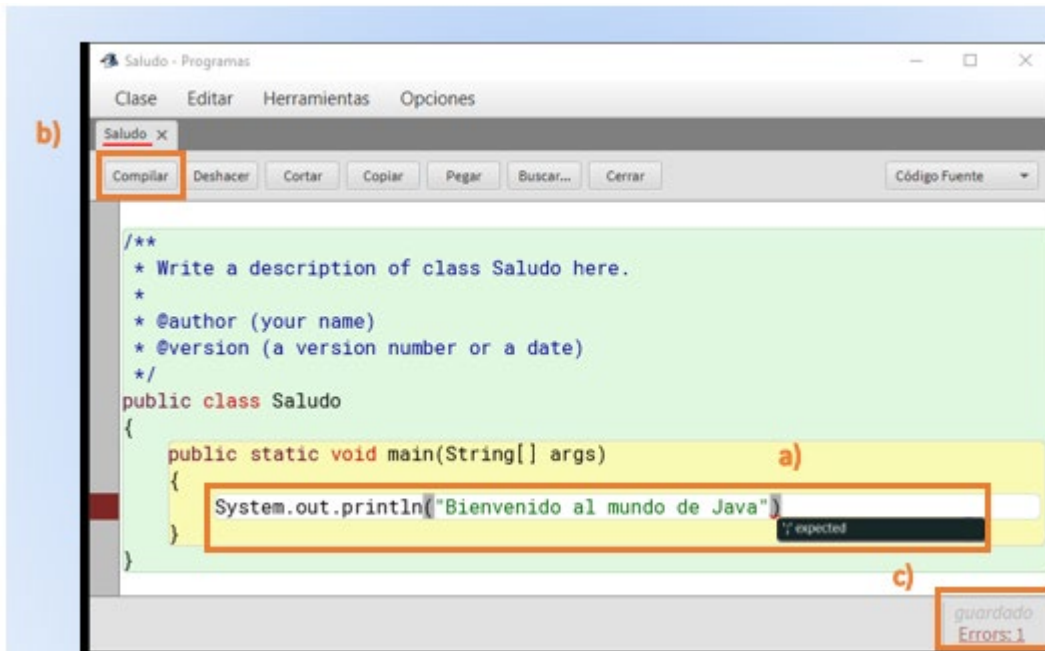 Saludo - Programas
Clase Editar Herramientas Opciones
b)
Saludo ×
Compilar Deshacer Cortar Copiar Pegar Buscar... Cerrar Código Fuente
/**
* Write a description of class Saludo here.
*
* @author (your name)
* @version (a version number or a date)
*/
public class Saludo
{
public static void main(String[] args)
a)
{
System.out.println("Bienvenido al mundo de Java")
';' expected
}
}
c)
guardado
Errors: 1